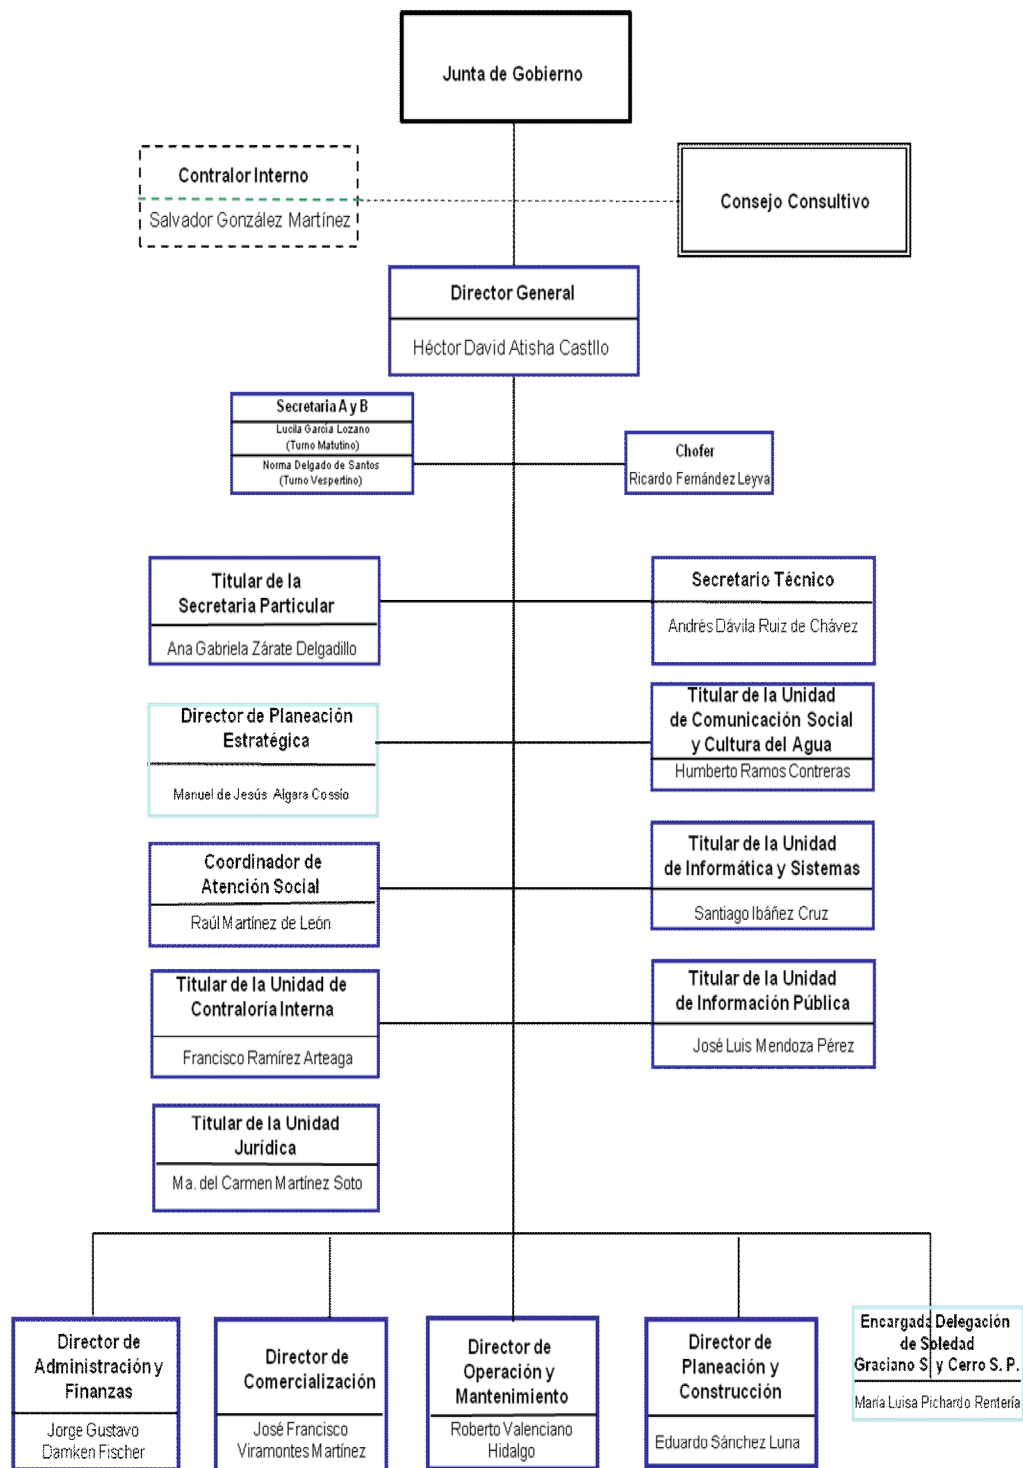 Junta de Gobierno
Contralor Interno
Salvador González Martínez
Consejo Consultivo
Director General
Héctor David Atisha Castllo
Secretaria A y B
Lucila García Lozano
(Turno Matutino)
Norma Delgado de Santos
(Turno Vespertino)
Chofer
Ricardo Fernández Leyva
Titular de la
Secretaria Particular
Ana Gabriela Zárate Delgadillo
Secretario Técnico
Andrés Dávila Ruiz de Chávez
Director de Planeación
Estratégica
Manuel de Jesús Algara Cossío
Titular de la Unidad
de Comunicación Social
y Cultura del Agua
Humberto Ramos Contreras
Coordinador de
Atención Social
Raúl Martínez de León
Titular de la Unidad
de Informática y Sistemas
Santiago Ibáñez Cruz
Titular de la Unidad de
Contraloría Interna
Francisco Ramírez Arteaga
Titular de la Unidad
de Información Pública
José Luis Mendoza Pérez
Titular de la Unidad
Jurídica
Ma. del Carmen Martínez Soto
Director de
Administración y
Finanzas
Jorge Gustavo
Damken Fischer
Director de
Comercialización
José Francisco
Viramontes Martínez
Director de
Operación y
Mantenimiento
Roberto Valenciano
Hidalgo
Director de
Planeación y
Construcción
Eduardo Sánchez Luna
Encargada Delegación
de Soledad
Graciano S y Cerro S. P.
María Luisa Pichardo Rentería